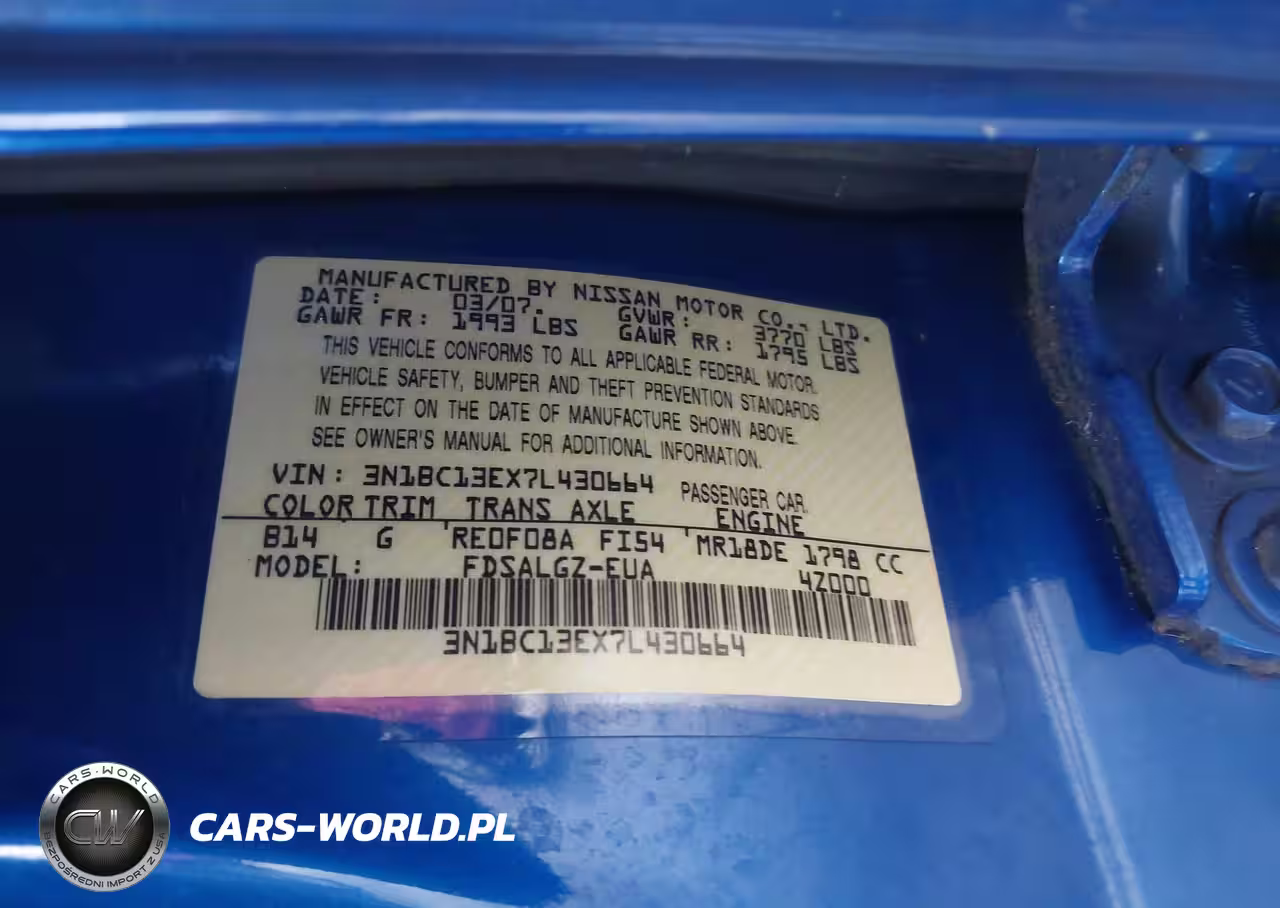 MANUFACTURED BY NISSAN MOTOR CO., LTD.
DATE: 03/07. GVWR: 3770 LBS
GAWR FR: 1993 LBS GAWR RR: 1795 LBS
THIS VEHICLE CONFORMS TO ALL APPLICABLE FEDERAL MOTOR
VEHICLE SAFETY, BUMPER AND THEFT PREVENTION STANDARDS
IN EFFECT ON THE DATE OF MANUFACTURE SHOWN ABOVE.
SEE OWNER'S MANUAL FOR ADDITIONAL INFORMATION.
VIN: 3N1BC13EX7L430664 PASSENGER CAR.
COLOR TRIM TRANS AXLE ENGINE
B14 G RE0F08A FI54 MR18DE 1798 CC
MODEL: FDSALGZ-EUA 4Z000
3N1BC13EX7L430664
CARS-WORLD
CW
BEZPOŚREDNI IMPORT Z USA
CARS-WORLD.PL